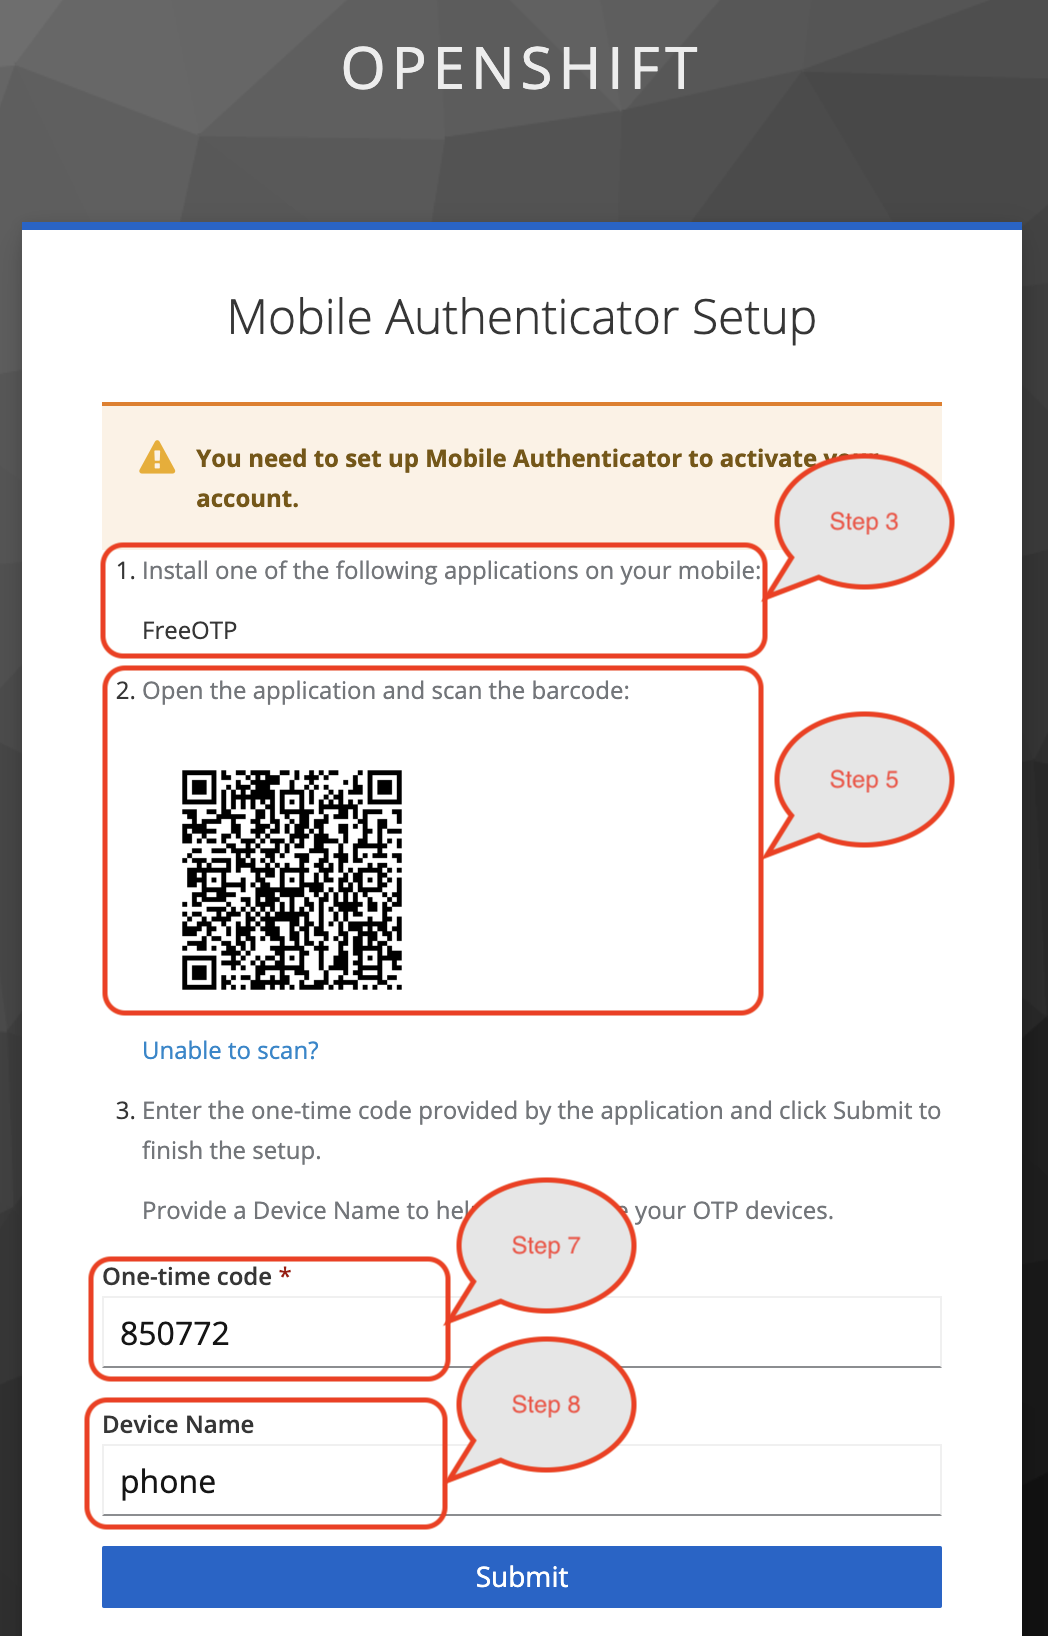 OPENSHIFT
Mobile Authenticator Setup
You need to set up Mobile Authenticator to activate
account.
Step 3
1. Install one of the following applications on your mobile:
FreeOTP
2. Open the application and scan the barcode:
Step 5
Unable to scan?
3. Enter the one-time code provided by the application and click Submit to
finish the setup.
Provide a Device Name to your OTP devices.
Step 7
One-time code *
850772
Step 8
Device Name
phone
Submit